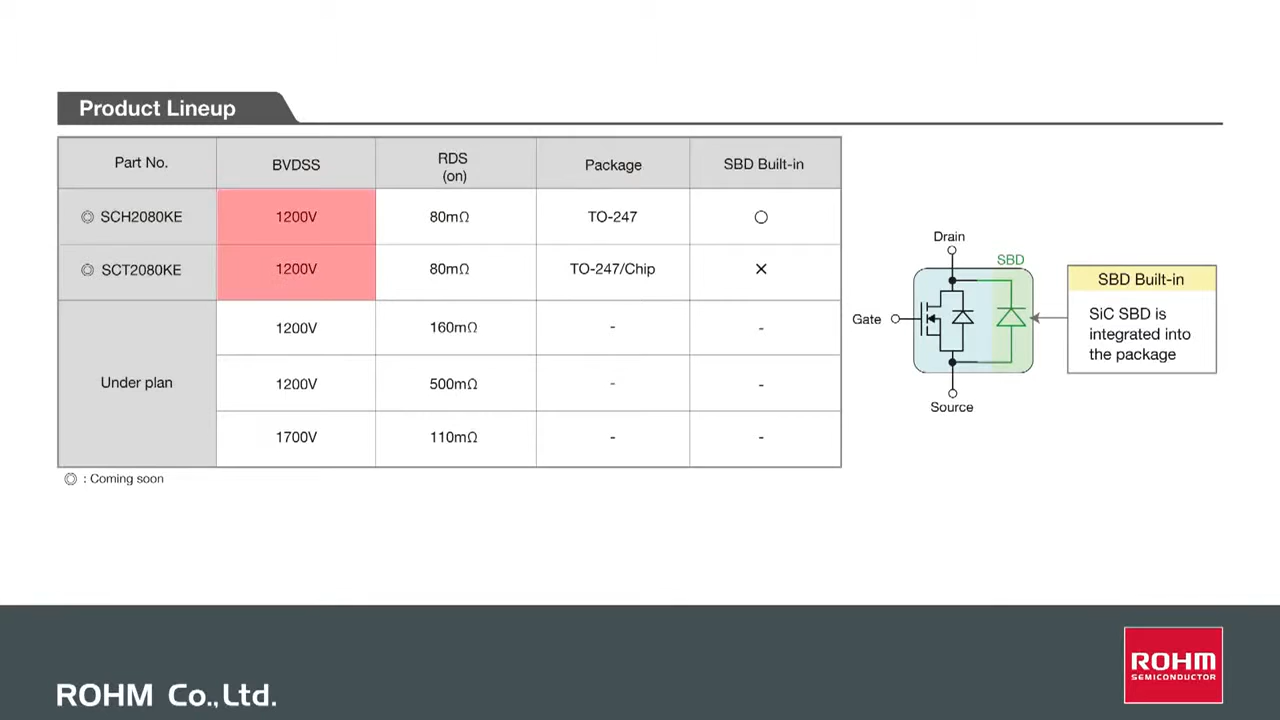 Product Lineup
Part No. BVDSS RDS (on) Package SBD Built-in
◎ SCH2080KE 1200V 80mΩ TO-247 ○
◎ SCT2080KE 1200V 80mΩ TO-247/Chip ×
Under plan
1200V 160mΩ - -
1200V 500mΩ - -
1700V 110mΩ - -
◎ : Coming soon
Drain
SBD
Gate
Source
SBD Built-in
SiC SBD is
integrated into
the package
ROHM Co.,Ltd.
ROHM
SEMICONDUCTOR